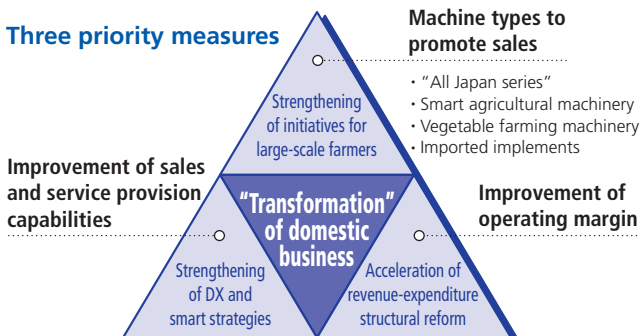 Three priority measures
Machine types to
promote sales
• “All Japan series”
• Smart agricultural machinery
• Vegetable farming machinery
• Imported implements
Strengthening
of initiatives for
large-scale farmers
Improvement of sales
and service provision
capabilities
“Transformation”
of domestic
business
Improvement of
operating margin
Strengthening
of DX and
smart strategies
Acceleration of
revenue-expenditure
structural reform